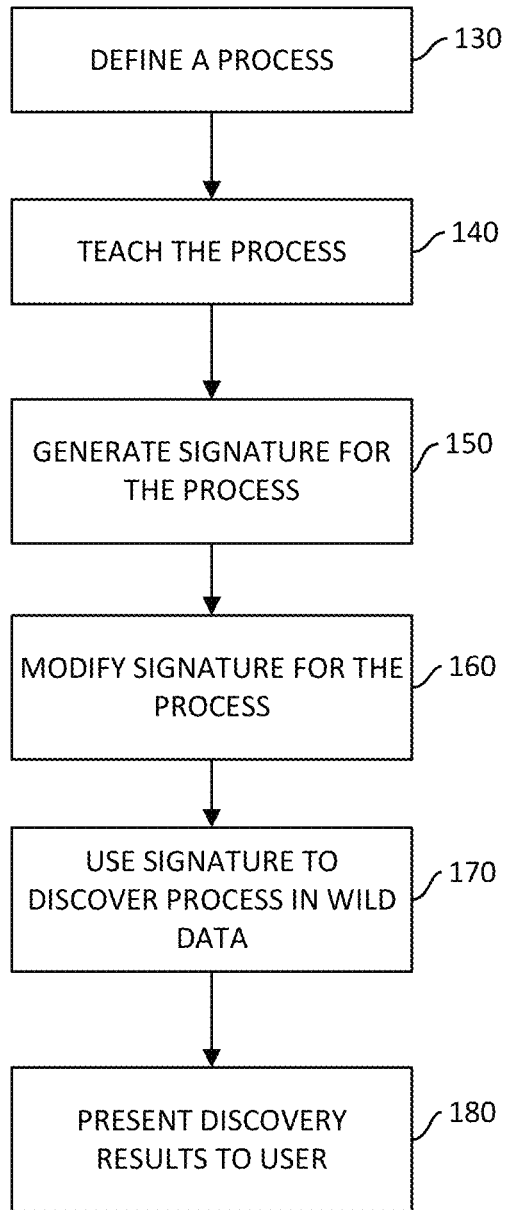 DEFINE A PROCESS
130
TEACH THE PROCESS
140
GENERATE SIGNATURE FOR
THE PROCESS
150
MODIFY SIGNATURE FOR THE
PROCESS
160
USE SIGNATURE TO
DISCOVER PROCESS IN WILD
DATA
170
PRESENT DISCOVERY
RESULTS TO USER
180